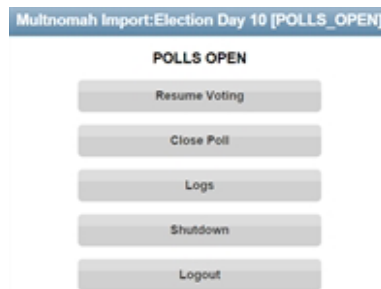 Multnomah Import:Election Day 10 [POLLS_OPEN]
POLLS OPEN
Resume Voting
Close Poll
Logs
Shutdown
Logout